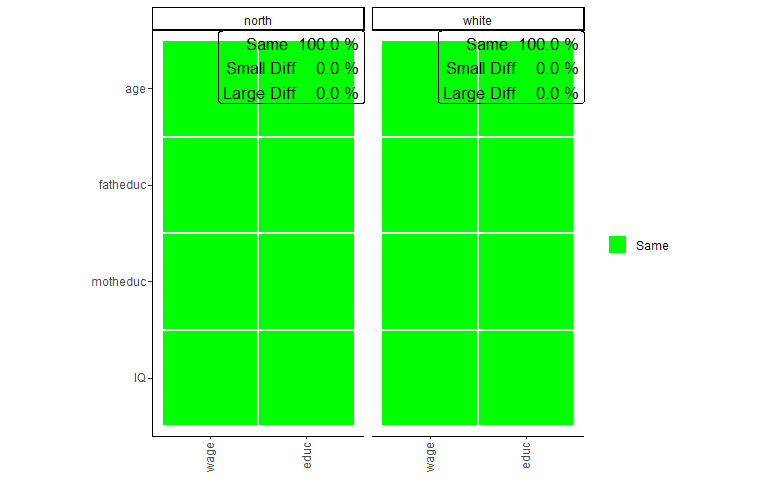 north
white
Same 100.0 %
Small Diff 0.0 %
Large Diff 0.0 %
Same 100.0 %
Small Diff 0.0 %
Large Diff 0.0 %
age
fatheduc
motheduc
IQ
wage
educ
wage
educ
Same